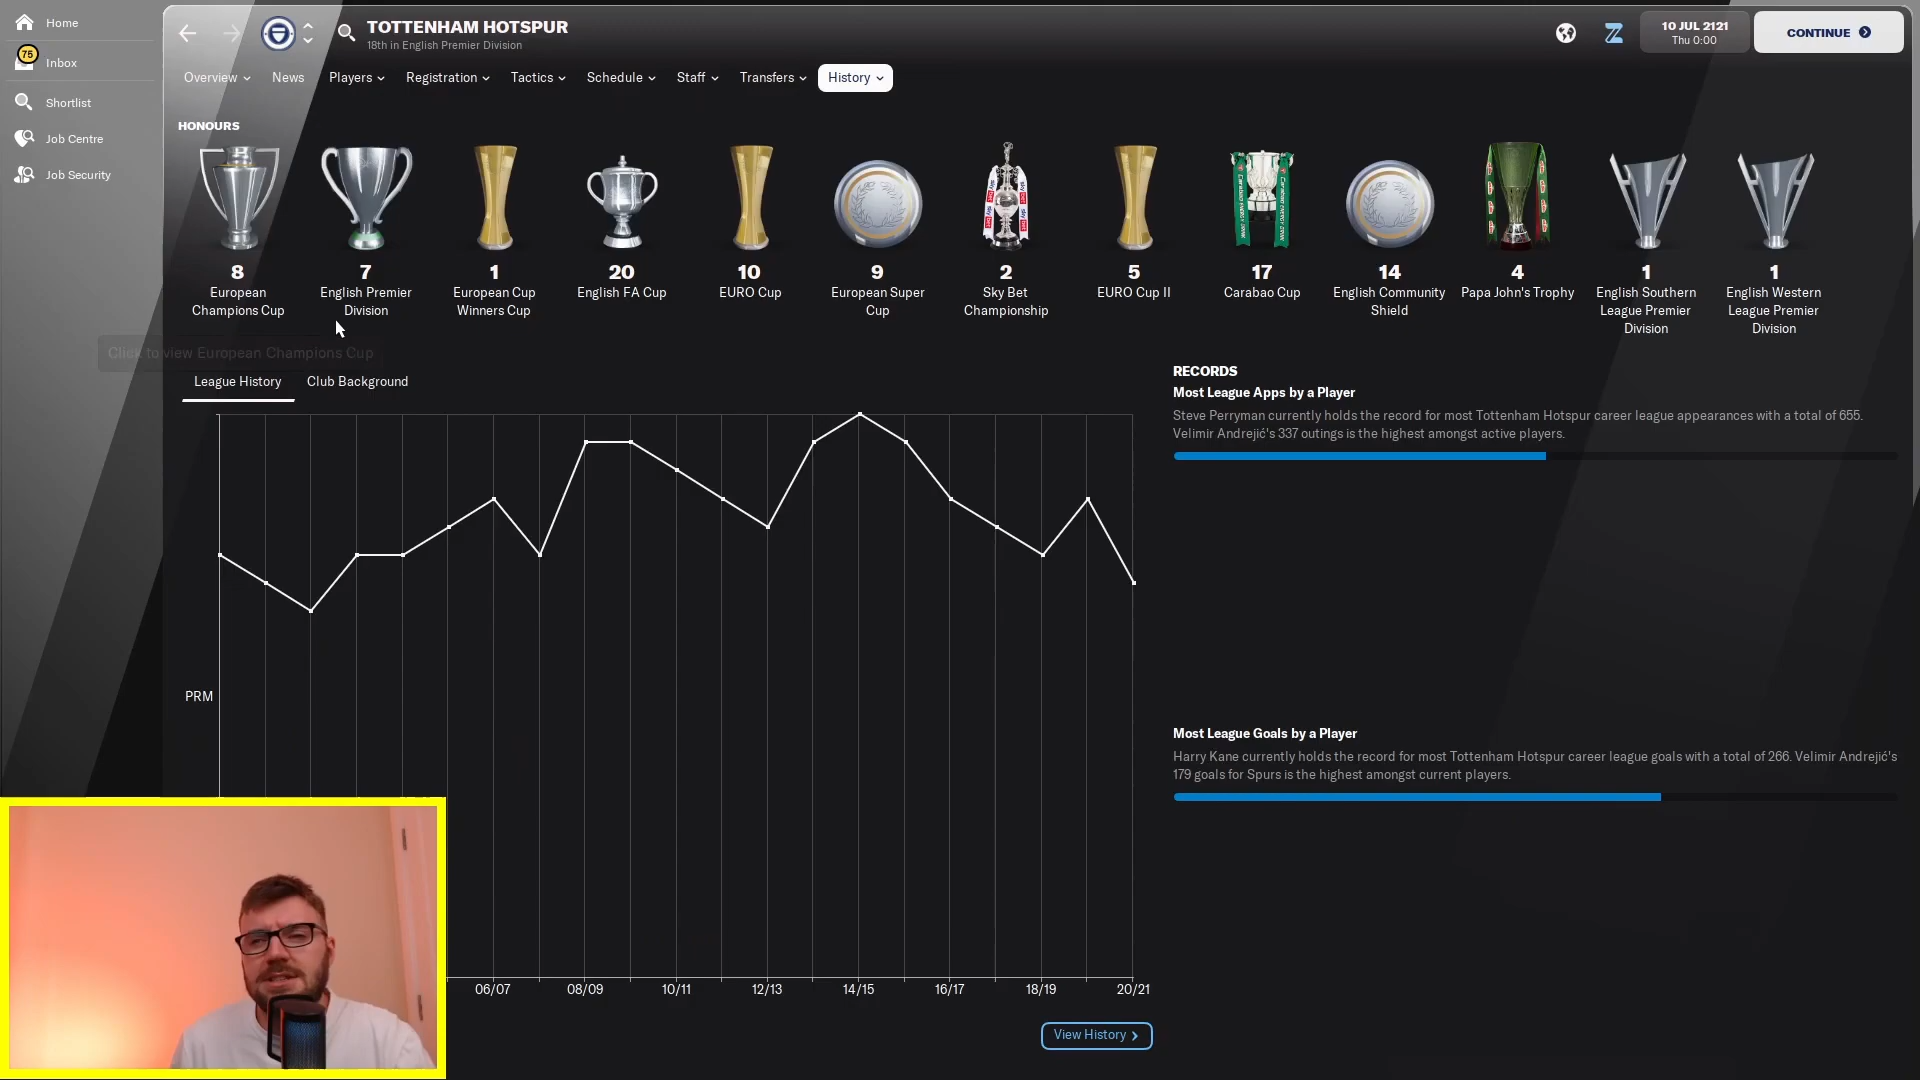 Home
75
Inbox
Shortlist
Job Centre
Job Security
TOTTENHAM HOTSPUR
18th in English Premier Division
10 JUL 2121
Thu 0:00
CONTINUE
Overview
News
Players
Registration
Tactics
Schedule
Staff
Transfers
History
HONOURS
8
European
Champions Cup
7
English Premier
Division
1
European Cup
Winners Cup
20
English FA Cup
10
EURO Cup
9
European Super
Cup
2
Sky Bet
Championship
5
EURO Cup II
17
Carabao Cup
14
English Community
Shield
4
Papa John's Trophy
1
English Southern
League Premier
Division
1
English Western
League Premier
Division
Click to view European Champions Cup
League History
Club Background
PRM
06/07
08/09
10/11
12/13
14/15
16/17
18/19
20/21
View History
RECORDS
Most League Apps by a Player
Steve Perryman currently holds the record for most Tottenham Hotspur career league appearances with a total of 655.
Velimir Andrejić's 337 outings is the highest amongst active players.
Most League Goals by a Player
Harry Kane currently holds the record for most Tottenham Hotspur career league goals with a total of 266. Velimir Andrejić's
179 goals for Spurs is the highest amongst current players.